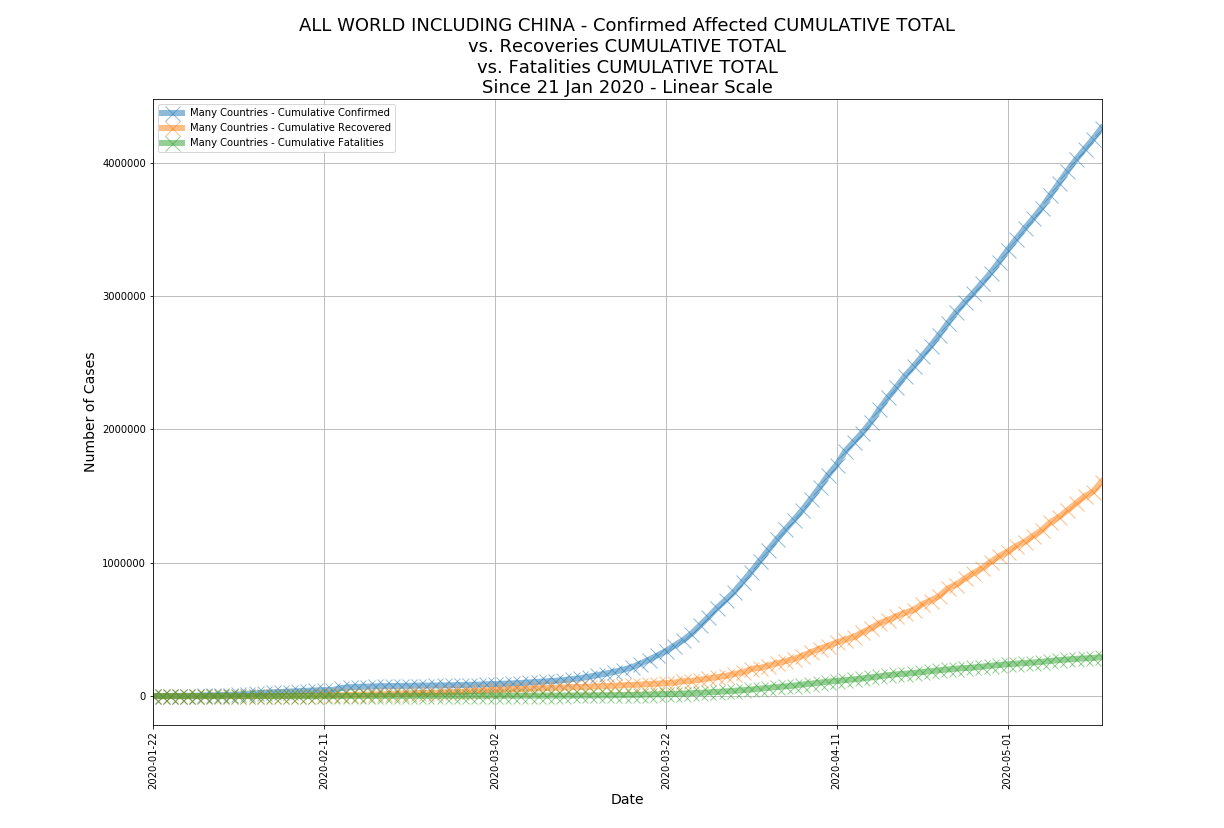 ALL WORLD INCLUDING CHINA - Confirmed Affected CUMULATIVE TOTAL
vs. Recoveries CUMULATIVE TOTAL
vs. Fatalities CUMULATIVE TOTAL
Since 21 Jan 2020 - Linear Scale
Many Countries - Cumulative Confirmed
Many Countries - Cumulative Recovered
Many Countries - Cumulative Fatalities
Number of Cases
4000000
3000000
2000000
1000000
0
2020-01-22
2020-02-11
2020-03-02
2020-03-22
2020-04-11
2020-05-01
Date